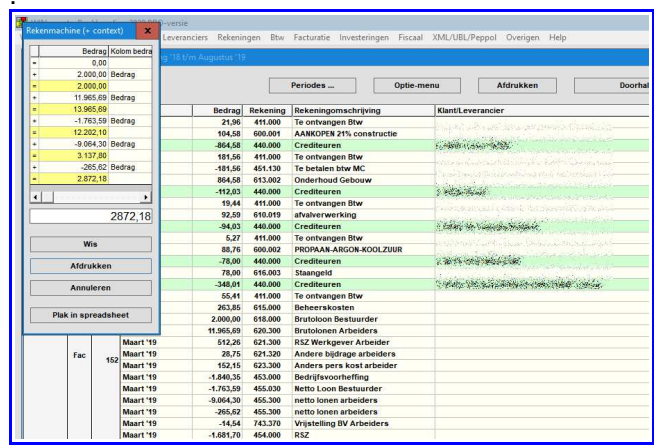 -versie
Rekenmachine (+ context) X
Leveranciers Rekeningen Btw Facturatie Investeringen Fiscaal XML/UBL/Peppol Overigen Help
'18 t/m Augustus '19
Periodes ... Optie-menu Afdrukken Doorhal
Bedrag Kolom bedra
= 0,00
+ 2.000,00 Bedrag
= 2.000,00
+ 11.965,69 Bedrag
= 13.965,69
+ -1.763,59 Bedrag
= 12.202,10
+ -9.064,30 Bedrag
= 3.137,80
+ -265,62 Bedrag
= 2.872,18
2872,18
Wis
Afdrukken
Annuleren
Plak in spreadsheet
Bedrag Rekening Rekeningomschrijving Klant/Leverancier
21,96 411.000 Te ontvangen Btw
104,58 600.001 AANKOPEN 21% constructie
-864,58 440.000 Crediteuren
181,56 411.000 Te ontvangen Btw
-181,56 451.130 Te betalen btw MC
864,58 613.002 Onderhoud Gebouw
-112,03 440.000 Crediteuren
19,44 411.000 Te ontvangen Btw
92,59 610.019 afvalverwerking
-94,03 440.000 Crediteuren
5,27 411.000 Te ontvangen Btw
88,76 600.002 PROPAAN-ARGON-KOOLZUUR
-78,00 440.000 Crediteuren
78,00 616.003 Staangeld
-348,01 440.000 Crediteuren
55,41 411.000 Te ontvangen Btw
263,85 615.000 Beheerskosten
2.000,00 618.000 Brutoloon Bestuurder
11.965,69 620.300 Brutolonen Arbeiders
Maart '19 512,26 621.300 RSZ Werkgever Arbeider
Fac 152 Maart '19 28,75 621.320 Andere bijdrage arbeiders
Maart '19 152,15 623.300 Anders pers kost arbeider
Maart '19 -1.840,35 453.000 Bedrijfsvoorheffing
Maart '19 -1.763,59 455.030 Netto Loon Bestuurder
Maart '19 -9.064,30 455.300 netto lonen arbeiders
Maart '19 -265,62 455.300 netto lonen arbeiders
Maart '19 -14,54 743.370 Vrijstelling BV Arbeiders
Maart '19 -1.681,70 454.000 RSZ